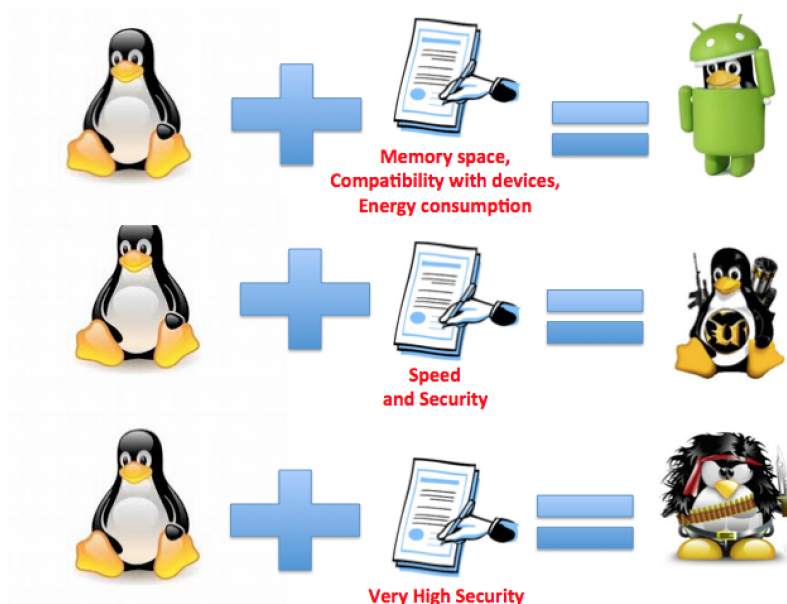 Memory space,
Compatibility with devices,
Energy consumption
Speed
and Security
Very High Security